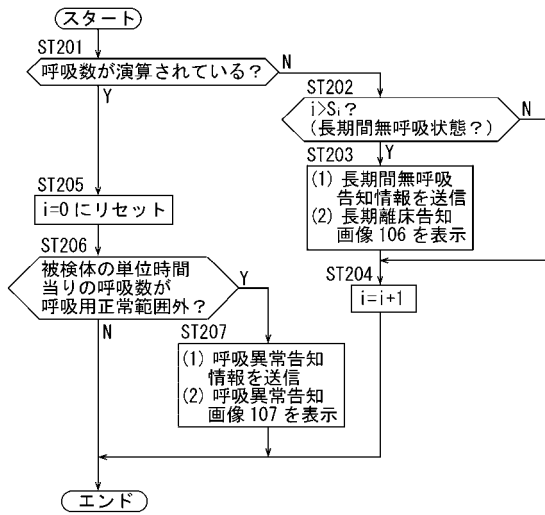 スタート
ST201
呼吸数が演算されている？
N
Y
ST202
i>Si？
(長期間無呼吸状態？)
N
Y
ST203
(1) 長期間無呼吸
告知情報を送信
(2) 長期離床告知
画像106を表示
ST204
i=i+1
ST205
i=0にリセット
ST206
被検体の単位時間
当りの呼吸数が
呼吸用正常範囲外？
Y
N
ST207
(1) 呼吸異常告知
情報を送信
(2) 呼吸異常告知
画像107を表示
エンド